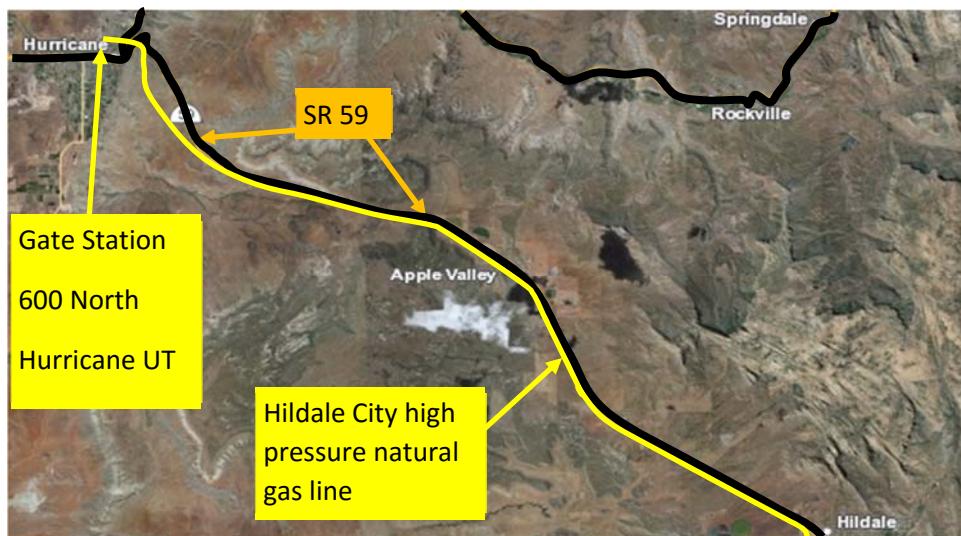 Springdale
Hurricane
SR 59
Rockville
Gate Station
600 North
Hurricane UT
Apple Valley
Hildale City high
pressure natural
gas line
Hildale